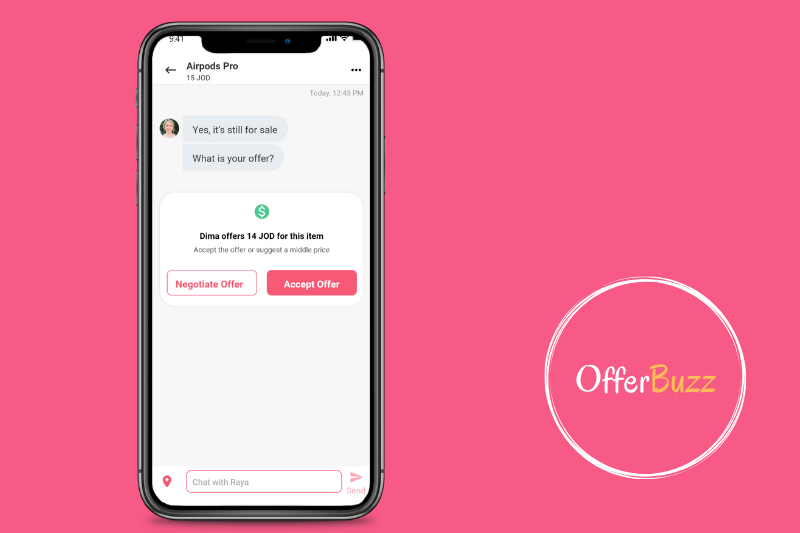 9:41
Airpods Pro
15 JOD
Today, 12:45 PM
Yes, it's still for sale
What is your offer?
$
Dima offers 14 JOD for this item
Accept the offer or suggest a middle price
Negotiate Offer
Accept Offer
OfferBuzz
Chat with Raya
Send